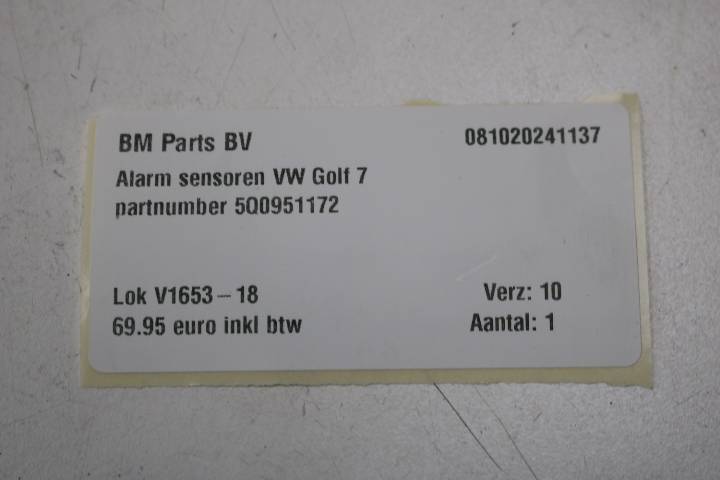 BM Parts BV 081020241137
Alarm sensoren VW Golf 7
partnumber 5Q0951172
Lok V1653-18 Verz: 10
69.95 euro inkl btw Aantal: 1